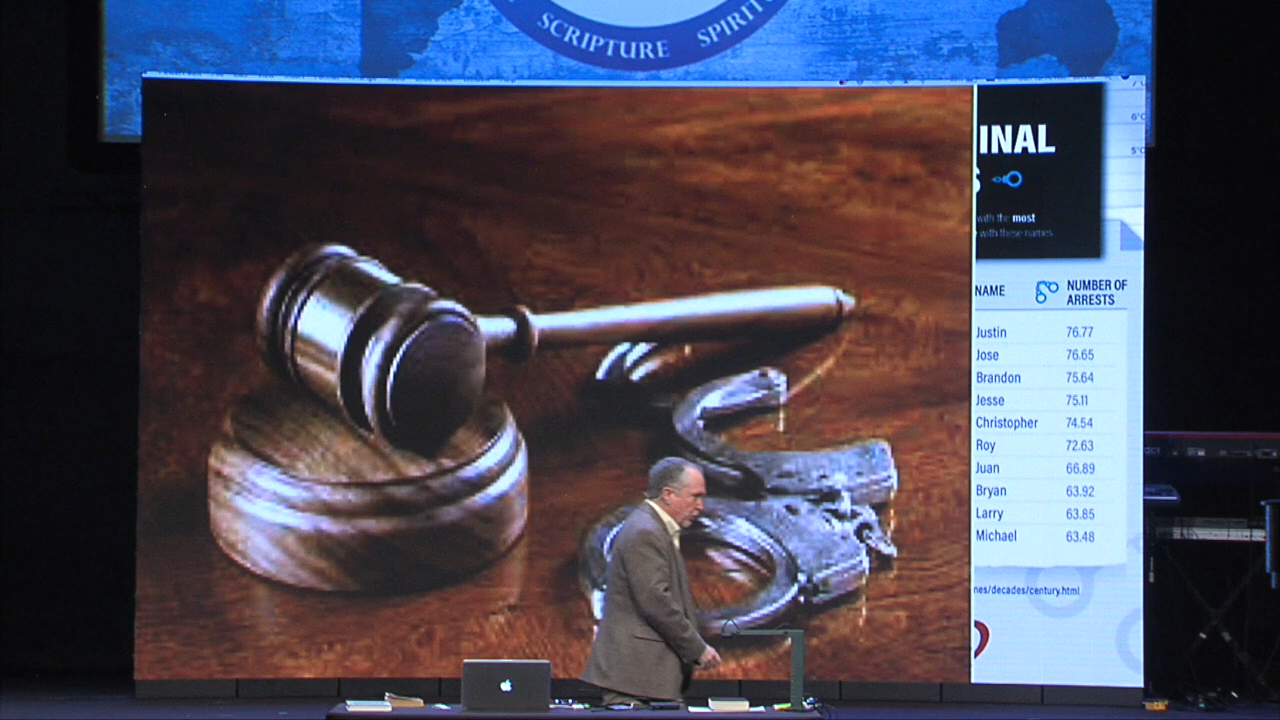 SCRIPTURE SPIRIT
6°C
5°C
INAL
S
with the most
with these names
NAME NUMBER OF ARRESTS
Justin 76.77
Jose 76.65
Brandon 75.64
Jesse 75.11
Christopher 74.54
Roy 72.63
Juan 66.89
Bryan 63.92
Larry 63.85
Michael 63.48
nes/decades/century.html